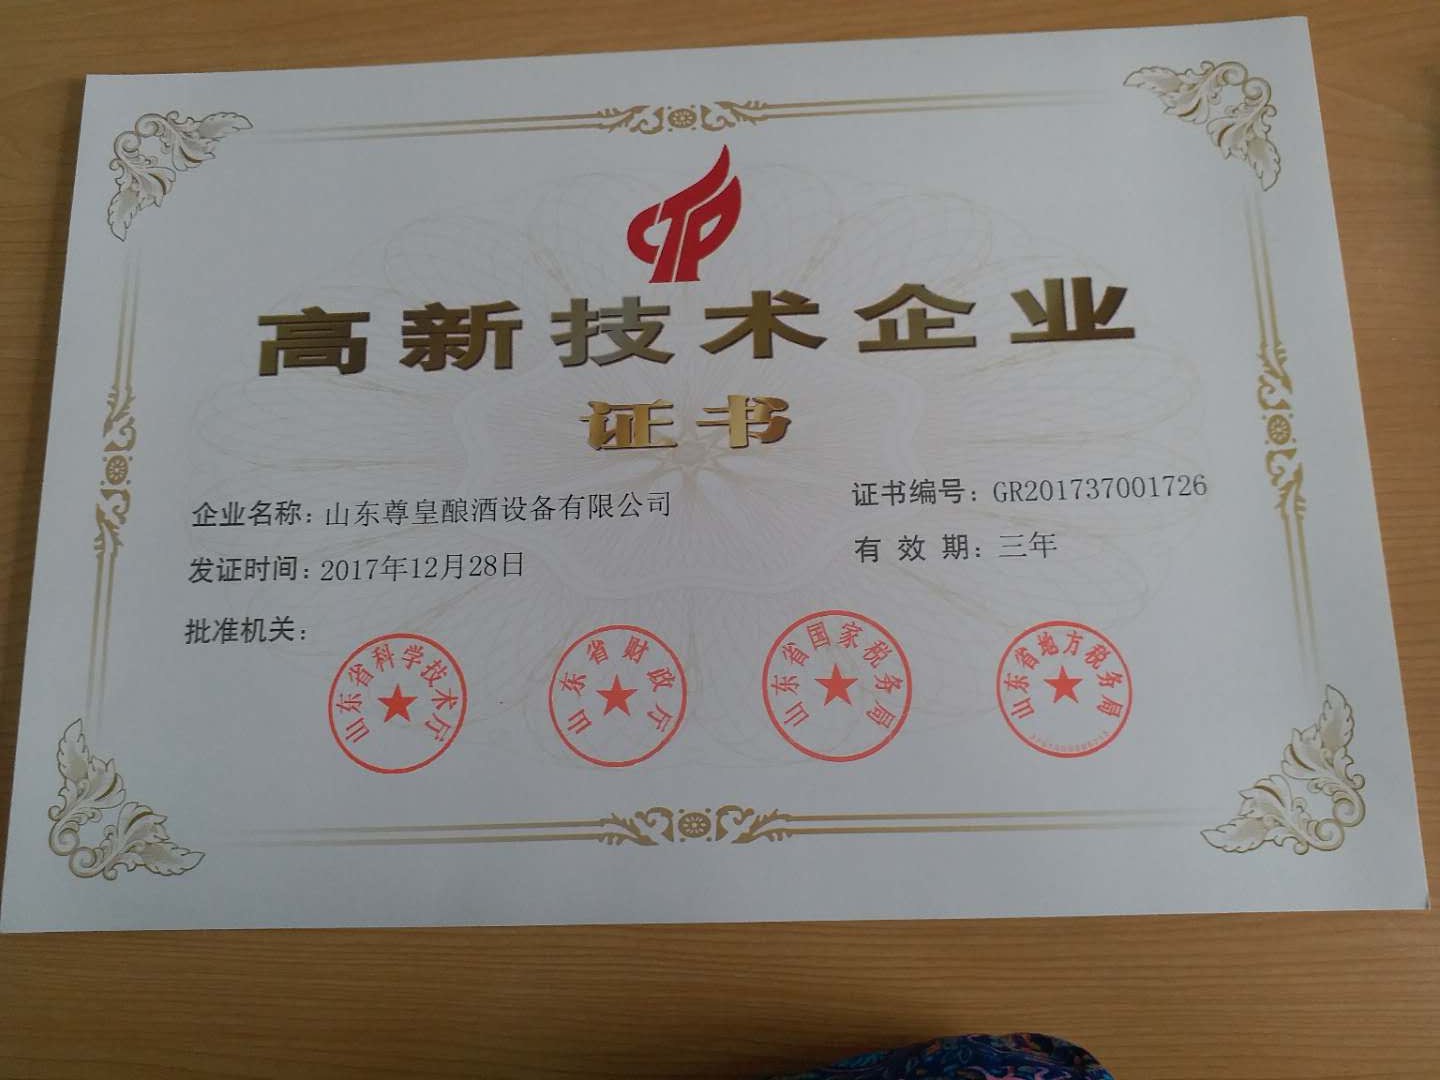 CTP
高新技术企业
证书
企业名称：山东尊皇酿酒设备有限公司
证书编号：GR201737001726
发证时间：2017年12月28日
有 效 期：三年
批准机关：
山东省科学技术厅
山东省财政厅
山东省国家税务局
山东省地方税务局